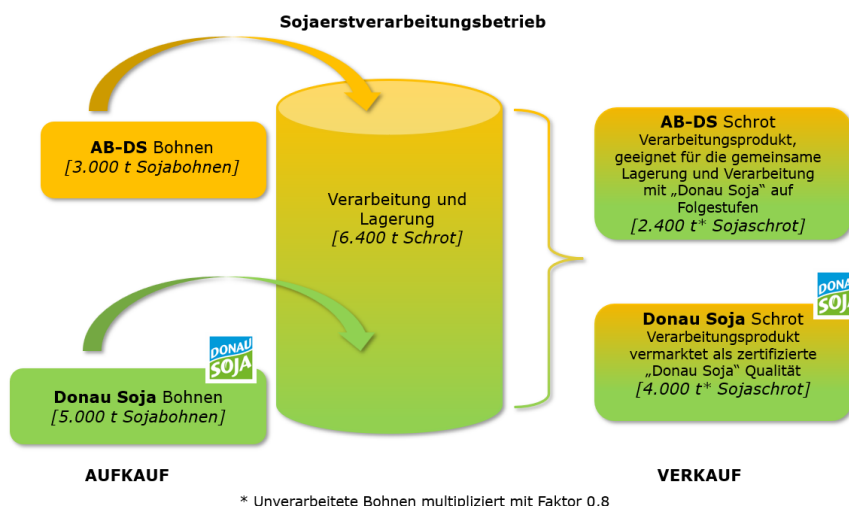 Sojaerstverarbeitungsbetrieb
AB-DS Bohnen
[3.000 t Sojabohnen]
Verarbeitung und
Lagerung
[6.400 t Schrot]
AB-DS Schrot
Verarbeitungsprodukt,
geeignet für die gemeinsame
Lagerung und Verarbeitung
mit „Donau Soja“ auf
Folgestufen
[2.400 t* Sojaschrot]
DONAU
SOJA
Donau Soja Bohnen
[5.000 t Sojabohnen]
DONAU
SOJA
Donau Soja Schrot
Verarbeitungsprodukt
vermarktet als zertifizierte
„Donau Soja“ Qualität
[4.000 t* Sojaschrot]
AUFKAUF
VERKAUF
* Unverarbeitete Bohnen multipliziert mit Faktor 0,8